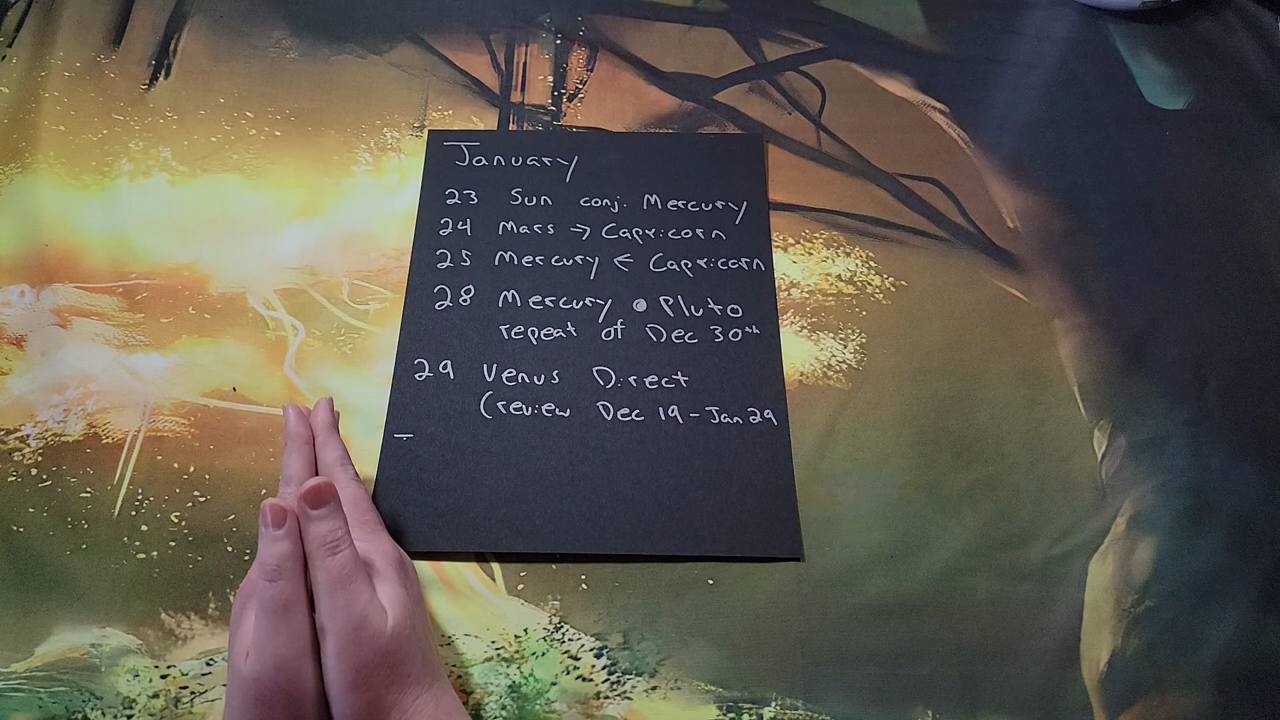 January
23 Sun conj. Mercury
24 Mars → Capricorn
25 Mercury ← Capricorn
28 Mercury • Pluto
repeat of Dec 30th
29 Venus Direct
(review Dec 19 - Jan 29